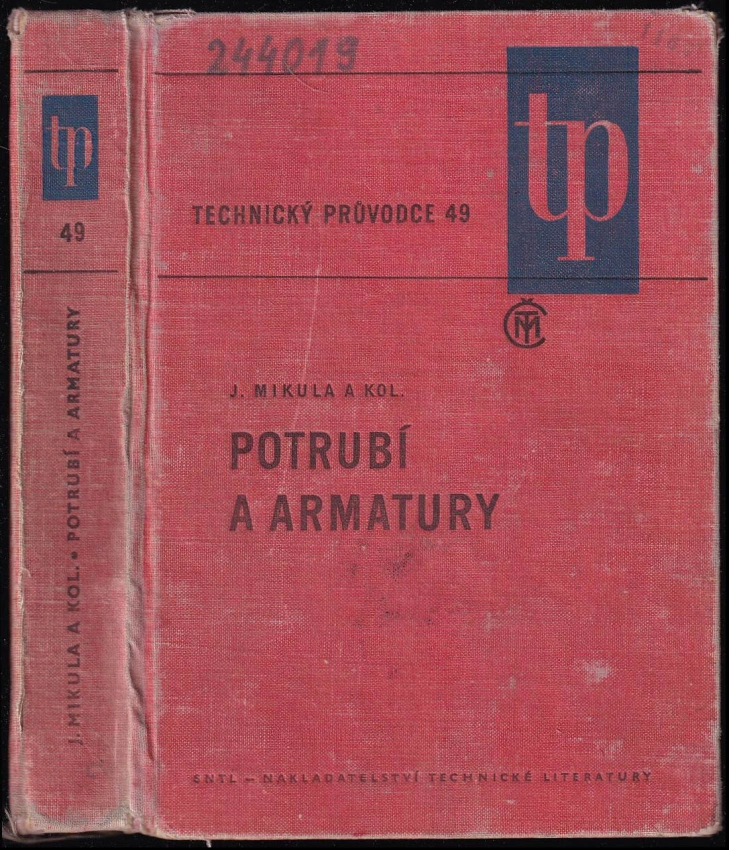 244019
tp
TECHNICKÝ PRŮVODCE 49
ČTM
J. MIKULA A KOL.
POTRUBÍ
A ARMATURY
SNTL – NAKLADATELSTVÍ TECHNICKÉ LITERATURY
tp
49
J. MIKULA A KOL. • POTRUBÍ A ARMATURY